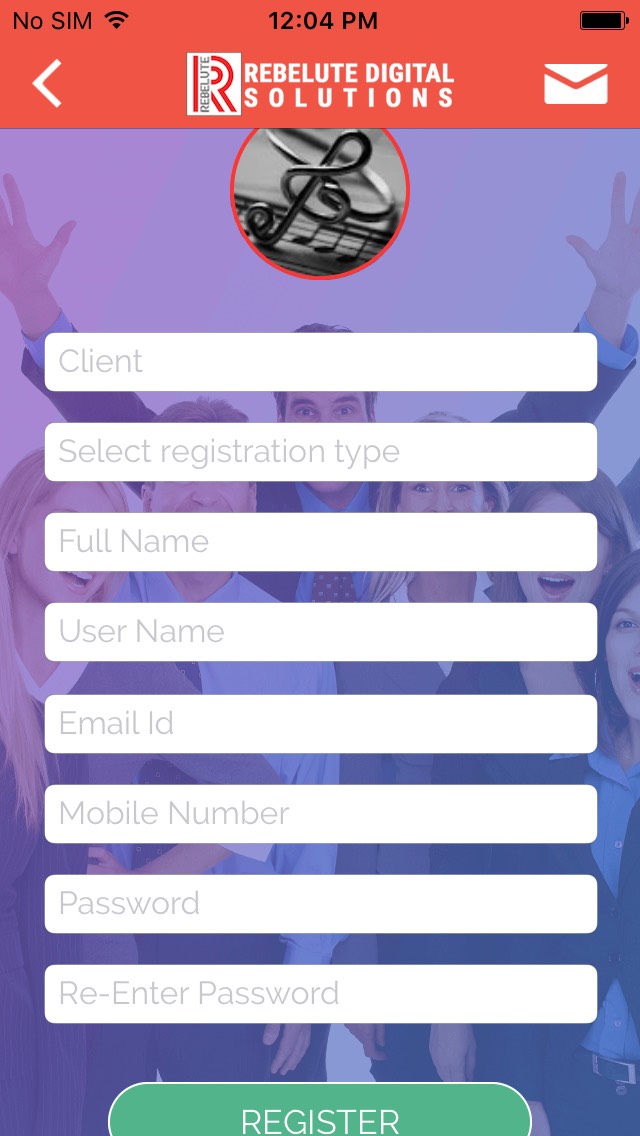 No SIM 12:04 PM
REBELUTE
REBELUTE DIGITAL
SOLUTIONS
Client
Select registration type
Full Name
User Name
Email Id
Mobile Number
Password
Re-Enter Password
REGISTER